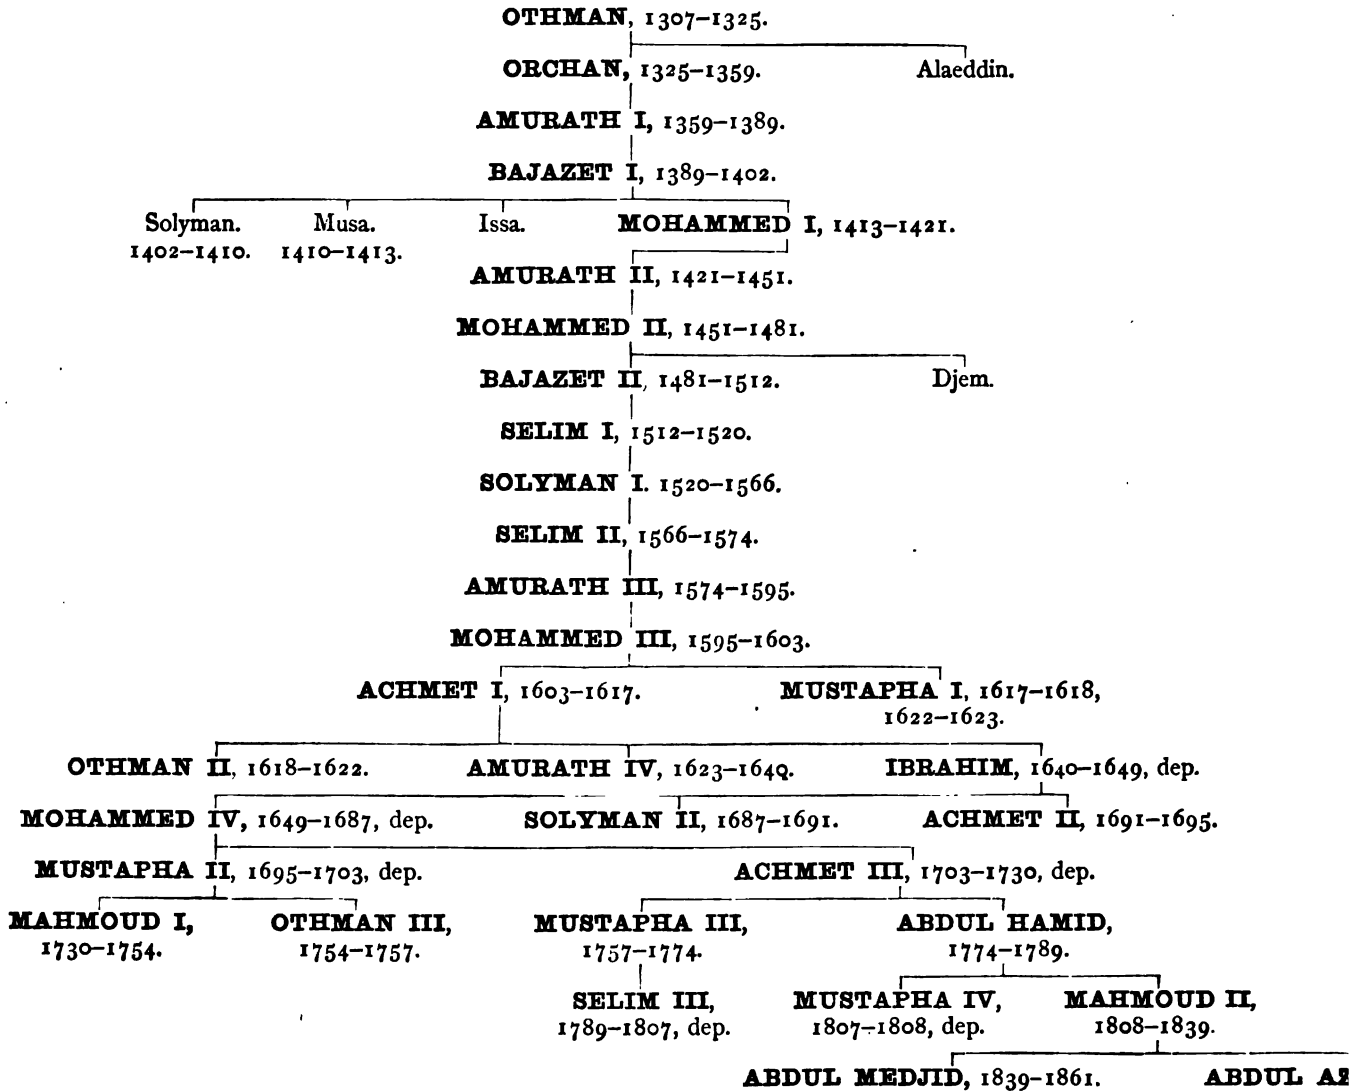 OTHMAN, 1307–1325.
ORCHAN, 1325–1359. Alaeddin.
AMURATH I, 1359–1389.
BAJAZET I, 1389–1402.
Solyman. Musa. Issa. MOHAMMED I, 1413–1421.
1402–1410. 1410–1413.
AMURATH II, 1421–1451.
MOHAMMED II, 1451–1481.
BAJAZET II, 1481–1512. Djem.
SELIM I, 1512–1520.
SOLYMAN I. 1520–1566.
SELIM II, 1566–1574.
AMURATH III, 1574–1595.
MOHAMMED III, 1595–1603.
ACHMET I, 1603–1617. MUSTAPHA I, 1617–1618,
1622–1623.
OTHMAN II, 1618–1622. AMURATH IV, 1623–1640. IBRAHIM, 1640–1649, dep.
MOHAMMED IV, 1649–1687, dep. SOLYMAN II, 1687–1691. ACHMET II, 1691–1695.
MUSTAPHA II, 1695–1703, dep. ACHMET III, 1703–1730, dep.
MAHMOUD I, OTHMAN III, MUSTAPHA III, ABDUL HAMID,
1730–1754. 1754–1757. 1757–1774. 1774–1789.
SELIM III, MUSTAPHA IV, MAHMOUD II,
1789–1807, dep. 1807–1808, dep. 1808–1839.
ABDUL MEDJID, 1839–1861. ABDUL